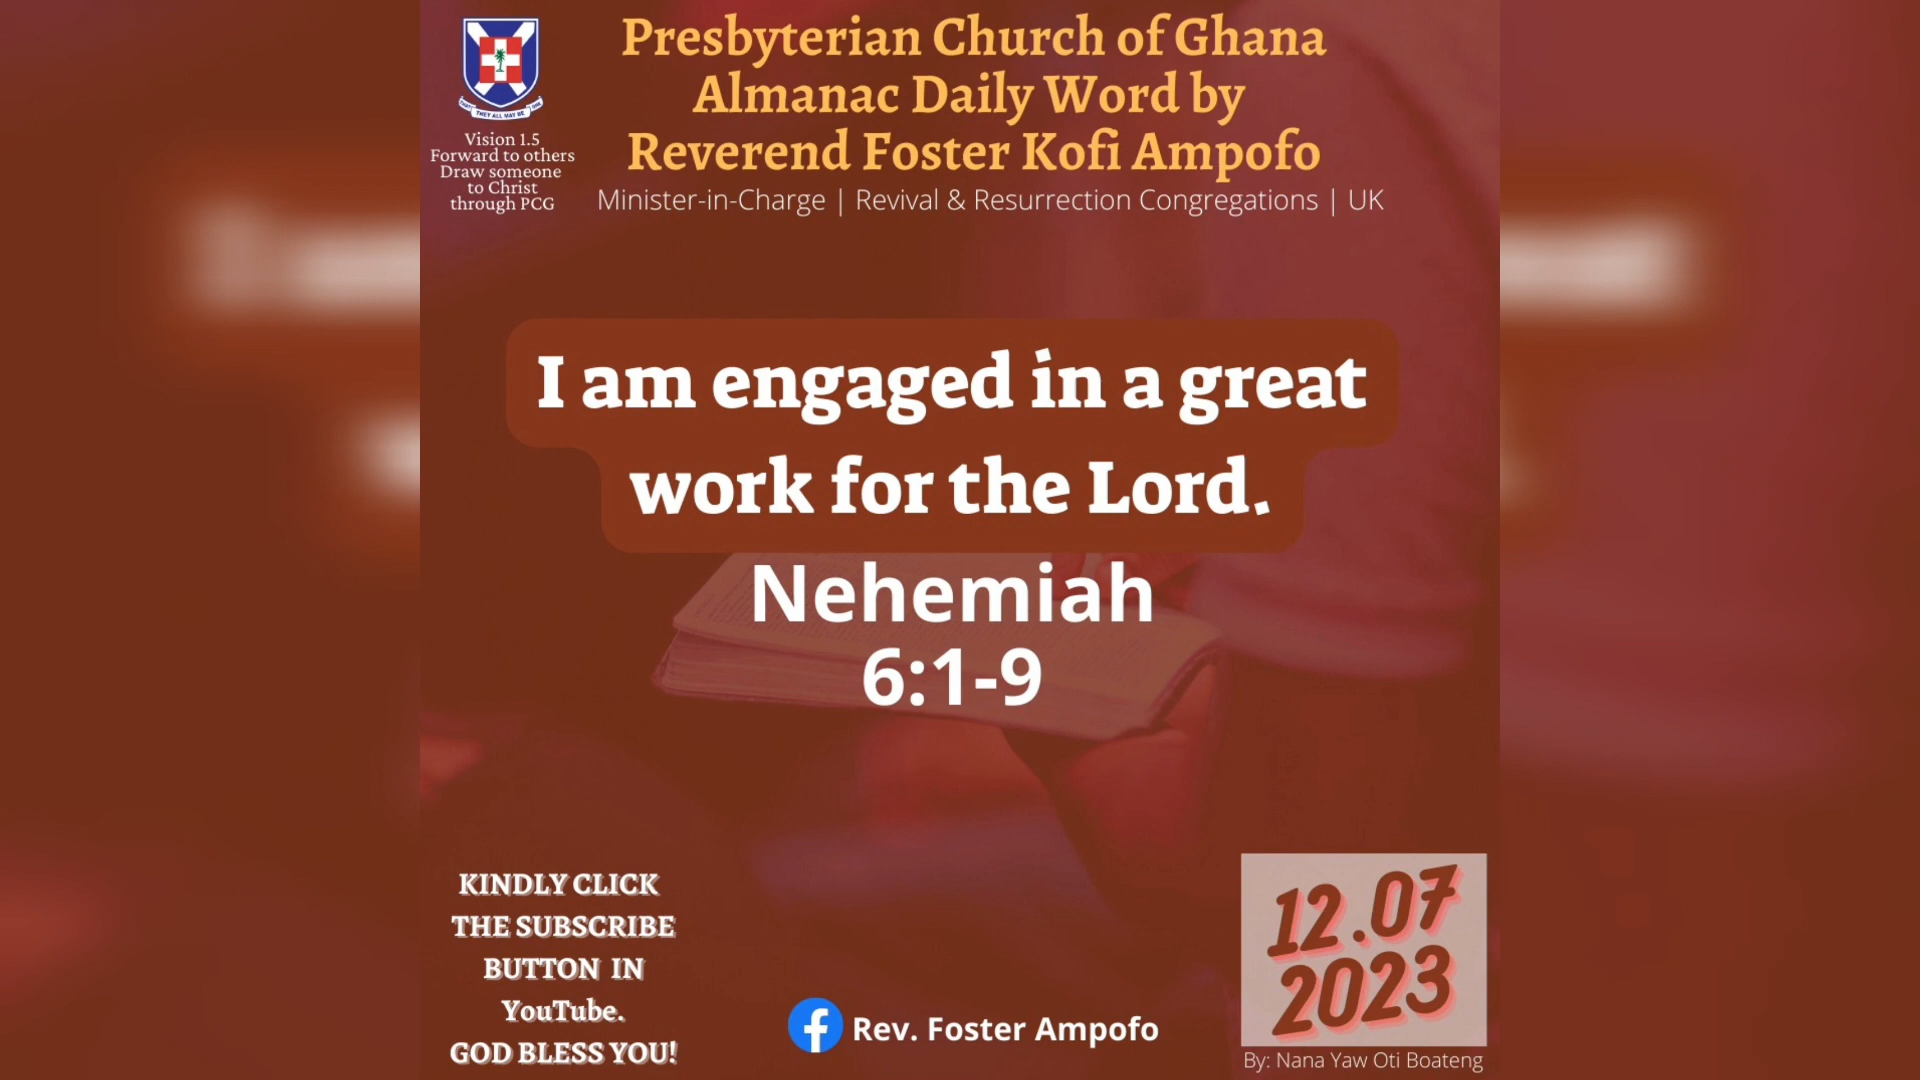 Presbyterian Church of Ghana
Almanac Daily Word by
Reverend Foster Kofi Ampofo
Minister-in-Charge | Revival & Resurrection Congregations | UK
THEY ALL MAY BE
Vision 1.5
Forward to others
Draw someone
to Christ
through PCG
I am engaged in a great
work for the Lord.
Nehemiah
6:1-9
KINDLY CLICK
THE SUBSCRIBE
BUTTON IN
YouTube.
GOD BLESS YOU!
Rev. Foster Ampofo
12.07
2023
By: Nana Yaw Oti Boateng